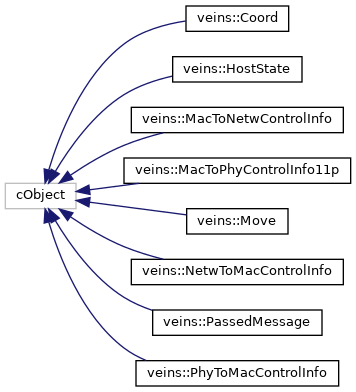 veins::Coord
veins::HostState
veins::MacToNetwControlInfo
veins::MacToPhyControlInfo11p
cObject
veins::Move
veins::NetwToMacControlInfo
veins::PassedMessage
veins::PhyToMacControlInfo